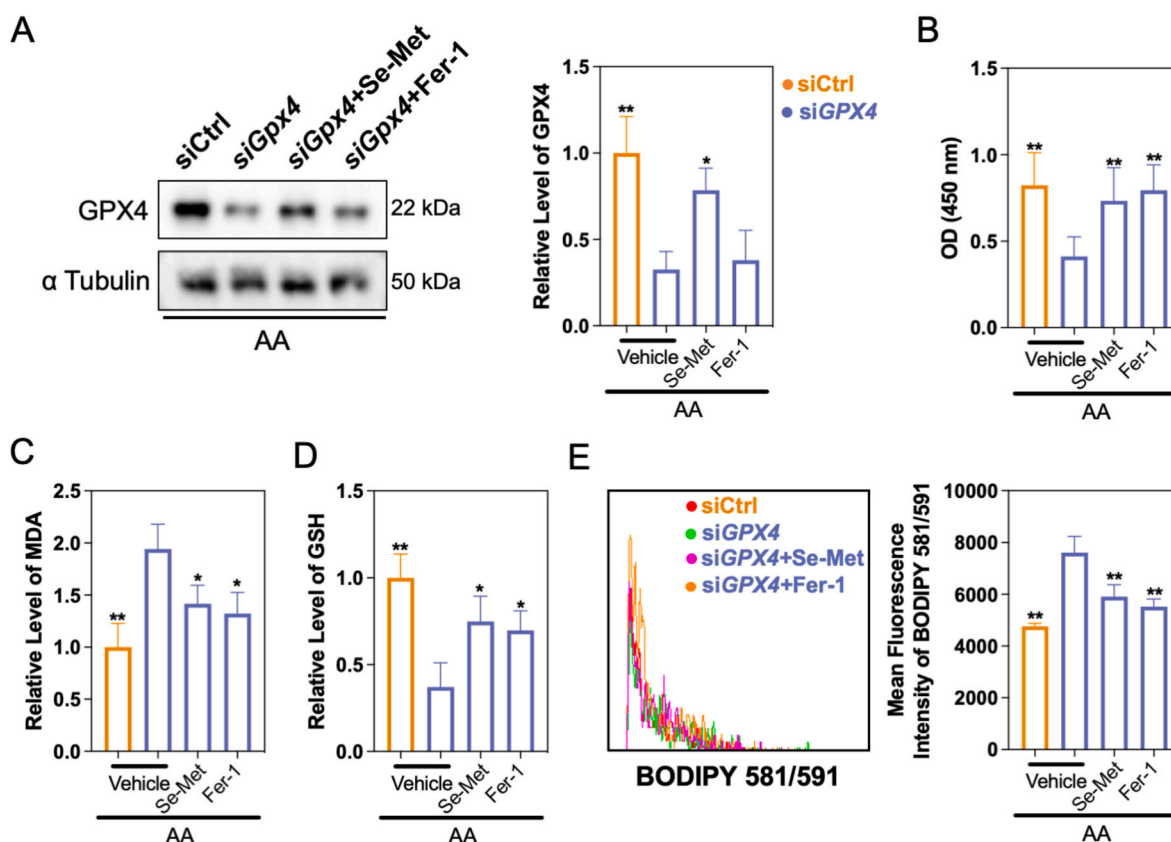 A
siCtrl
siGpx4
siGpx4+Se-Met
siGpx4+Fer-1
GPX4
22 kDa
α Tubulin
50 kDa
AA
Relative Level of GPX4
1.5
1.0
0.5
0.0
** *
Vehicle
Se-Met
Fer-1
AA
siCtrl
siGPX4
B
OD (450 nm)
1.5
1.0
0.5
0.0
** ** **
Vehicle
Se-Met
Fer-1
AA
C
Relative Level of MDA
2.5
2.0
1.5
1.0
0.5
0.0
** * *
Vehicle
Se-Met
Fer-1
AA
D
Relative Level of GSH
1.5
1.0
0.5
0.0
** * *
Vehicle
Se-Met
Fer-1
AA
E
siCtrl
siGPX4
siGPX4+Se-Met
siGPX4+Fer-1
BODIPY 581/591
Mean Fluorescence
Intensity of BODIPY 581/591
10000
8000
6000
4000
2000
0
** ** **
Vehicle
Se-Met
Fer-1
AA